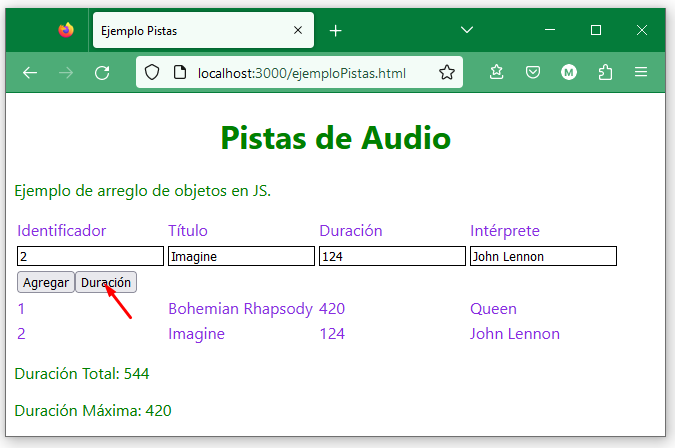 Ejemplo Pistas
localhost:3000/ejemploPistas.html
M
Pistas de Audio
Ejemplo de arreglo de objetos en JS.
Identificador Título Duración Intérprete
2 Imagine 124 John Lennon
Agregar Duración
1 Bohemian Rhapsody 420 Queen
2 Imagine 124 John Lennon
Duración Total: 544
Duración Máxima: 420